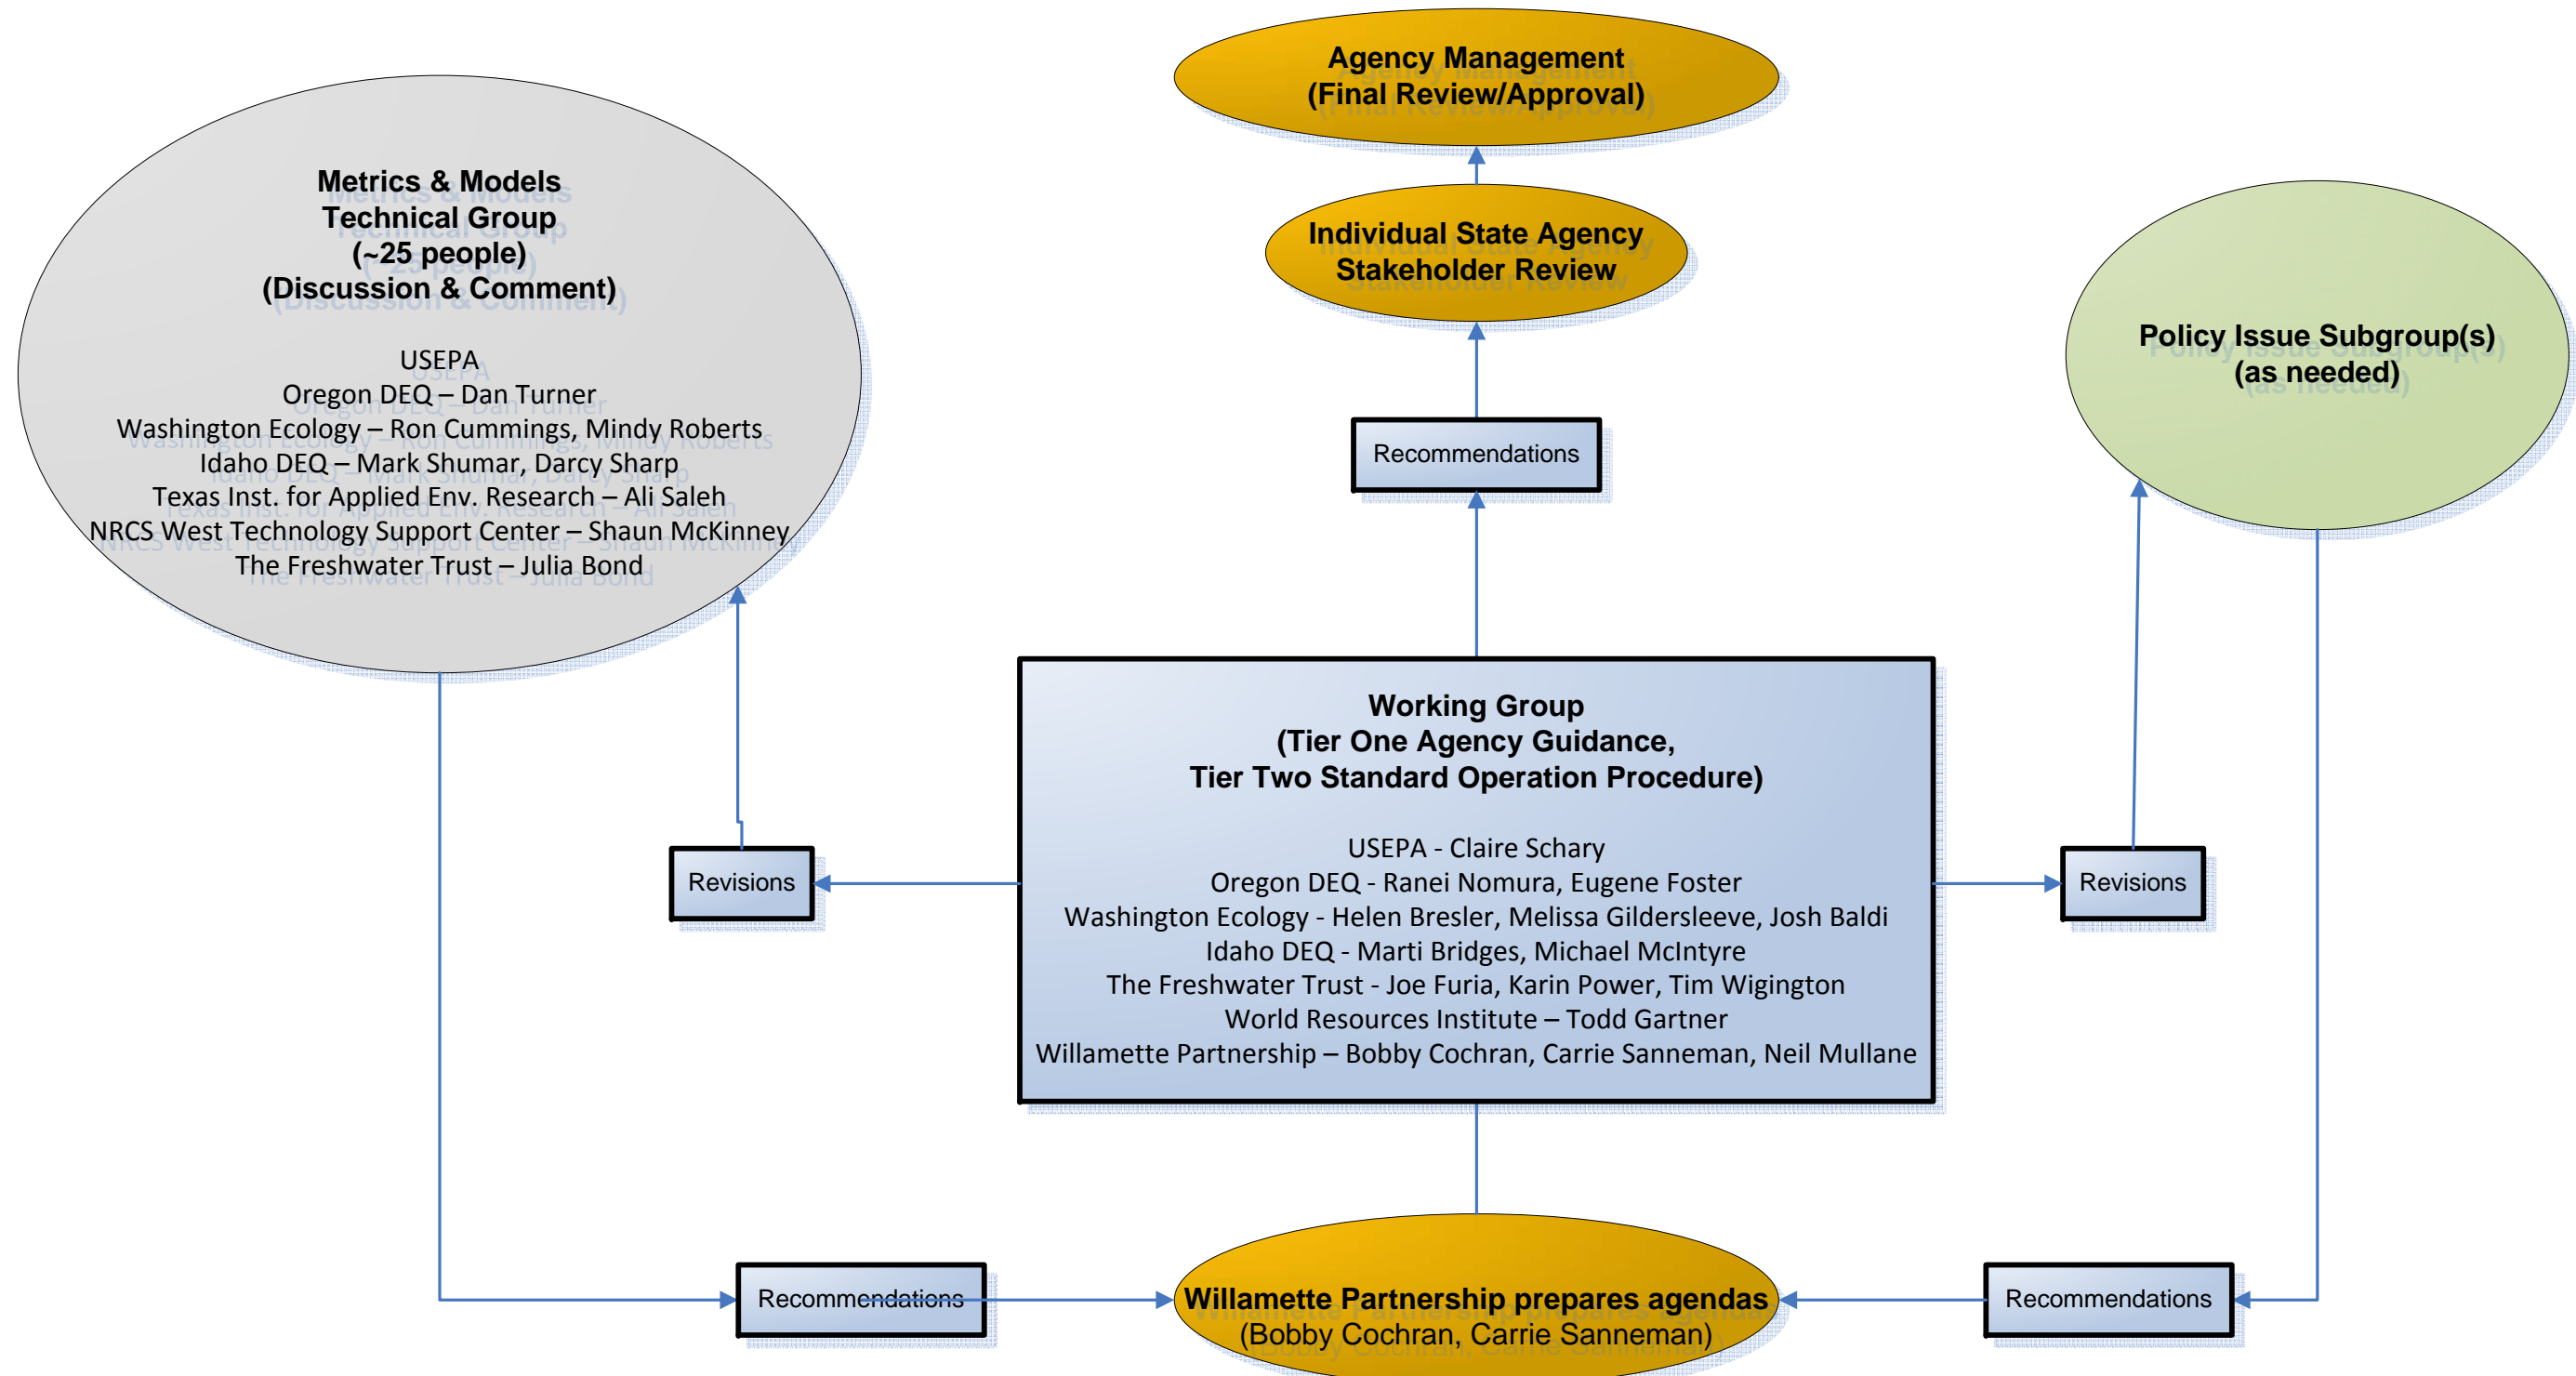 Agency Management
(Final Review/Approval)
Individual State Agency
Stakeholder Review
Recommendations
Metrics & Models
Technical Group
(~25 people)
(Discussion & Comment)
USEPA
Oregon DEQ – Dan Turner
Washington Ecology – Ron Cummings, Mindy Roberts
Idaho DEQ – Mark Shumar, Darcy Sharp
Texas Inst. for Applied Env. Research – Ali Saleh
NRCS West Technology Support Center – Shaun McKinney
The Freshwater Trust – Julia Bond
Policy Issue Subgroup(s)
(as needed)
Working Group
(Tier One Agency Guidance,
Tier Two Standard Operation Procedure)
USEPA - Claire Schary
Oregon DEQ - Ranei Nomura, Eugene Foster
Washington Ecology - Helen Bresler, Melissa Gildersleeve, Josh Baldi
Idaho DEQ - Marti Bridges, Michael McIntyre
The Freshwater Trust - Joe Furia, Karin Power, Tim Wigington
World Resources Institute – Todd Gartner
Willamette Partnership – Bobby Cochran, Carrie Sanneman, Neil Mullane
Revisions
Revisions
Recommendations
Willamette Partnership prepares agendas
(Bobby Cochran, Carrie Sanneman)
Recommendations